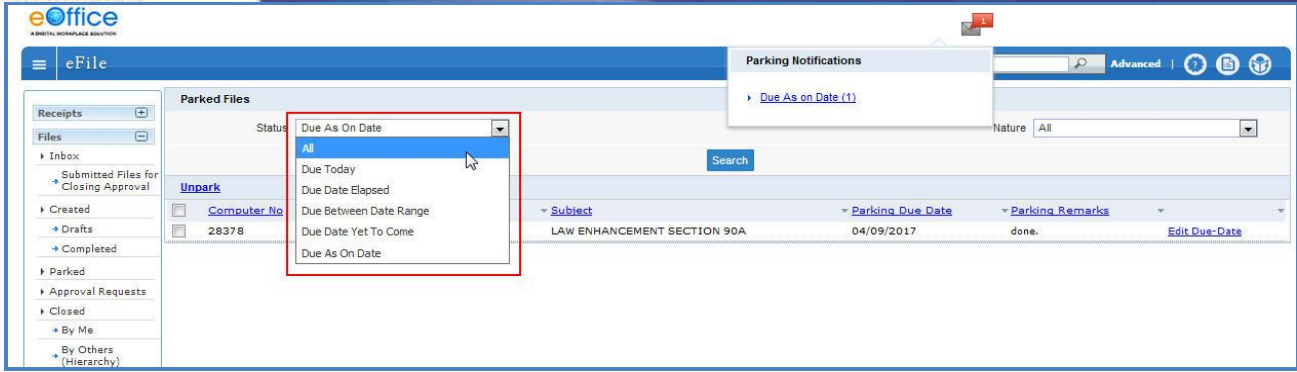 eOffice
A DIGITAL WORKPLACE SOLUTION
1
eFile
Advanced
Parking Notifications
Due As on Date (1)
Receipts
Files
Inbox
Submitted Files for
Closing Approval
Created
Drafts
Completed
Parked
Approval Requests
Closed
By Me
By Others
(Hierarchy)
Parked Files
Status Due As On Date
Nature All
All
Due Today
Due Date Elapsed
Due Between Date Range
Due Date Yet To Come
Due As On Date
Search
Unpark
Computer No Subject Parking Due Date Parking Remarks
28378 LAW ENHANCEMENT SECTION 90A 04/09/2017 done. Edit Due-Date